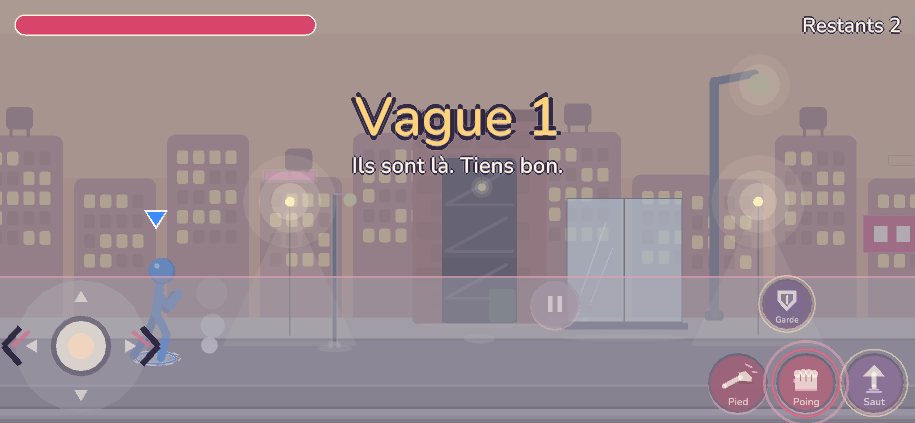 Restants 2
Vague 1
Ils sont là. Tiens bon.
Garde
Pied
Poing
Saut